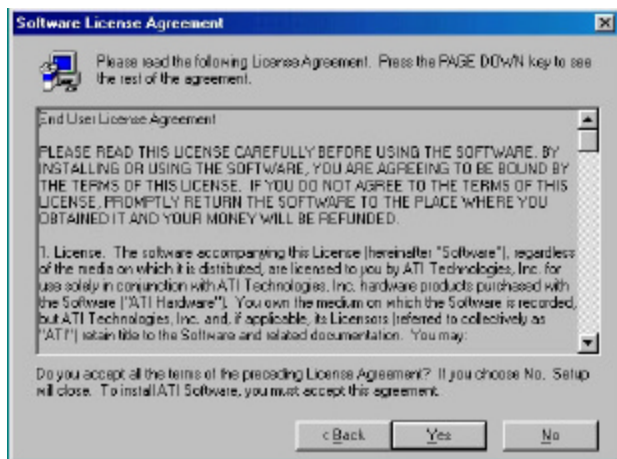 Software License Agreement
Please read the following License Agreement. Press the PAGE DOWN key to see
the rest of the agreement.
End User License Agreement
PLEASE READ THIS LICENSE CAREFULLY BEFORE USING THE SOFTWARE. BY
INSTALLING OR USING THE SOFTWARE, YOU ARE AGREEING TO BE BOUND BY
THE TERMS OF THIS LICENSE. IF YOU DO NOT AGREE TO THE TERMS OF THIS
LICENSE, PROMPTLY RETURN THE SOFTWARE TO THE PLACE WHERE YOU
OBTAINED IT AND YOUR MONEY WILL BE REFUNDED.
1. License. The software accompanying this License (hereinafter "Software"), regardless
of the media on which it is distributed, are licensed to you by ATI Technologies, Inc. for
use solely in conjunction with ATI Technologies, Inc. hardware products purchased with
the Software ("ATI Hardware"). You own the medium on which the Software is recorded,
but ATI Technologies, Inc. and, if applicable, its Licensors (referred to collectively as
"ATI") retain title to the Software and related documentation. You may:
Do you accept all the terms of the preceding License Agreement? If you choose No, Setup
will close. To install ATI Software, you must accept this agreement.
< Back
Yes
No